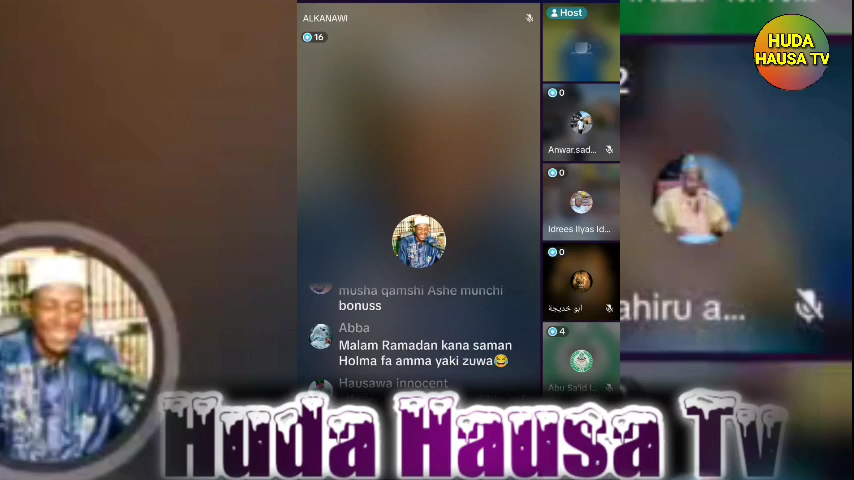 ALKANAWI
16
musha qamshi Ashe munchi
bonuss
Abba
Malam Ramadan kana saman
Holma fa amma yaki zuwa😂
Hausawa innocent
Host
0
Anwar.sad...
0
Idrees Ilyas Id...
0
ابو خديجة
4
Abu Sa'id I...
HUDA
HAUSA TV
ahiru a...
Huda Hausa Tv